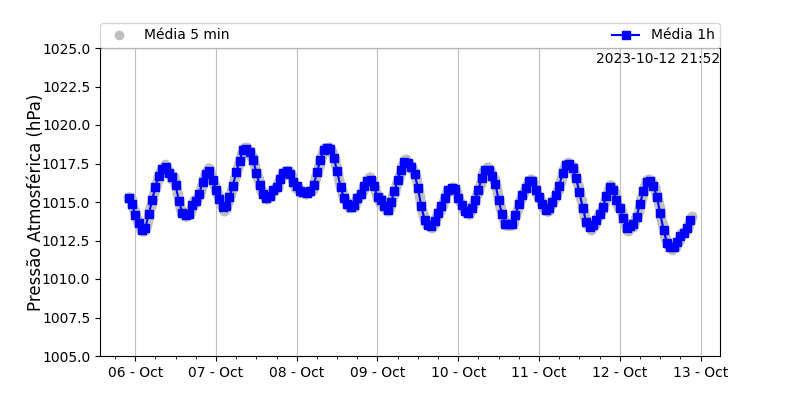 Média 5 min
Média 1h
2023-10-12 21:52
Pressão Atmosférica (hPa)
1025.0
1022.5
1020.0
1017.5
1015.0
1012.5
1010.0
1007.5
1005.0
06 - Oct 07 - Oct 08 - Oct 09 - Oct 10 - Oct 11 - Oct 12 - Oct 13 - Oct